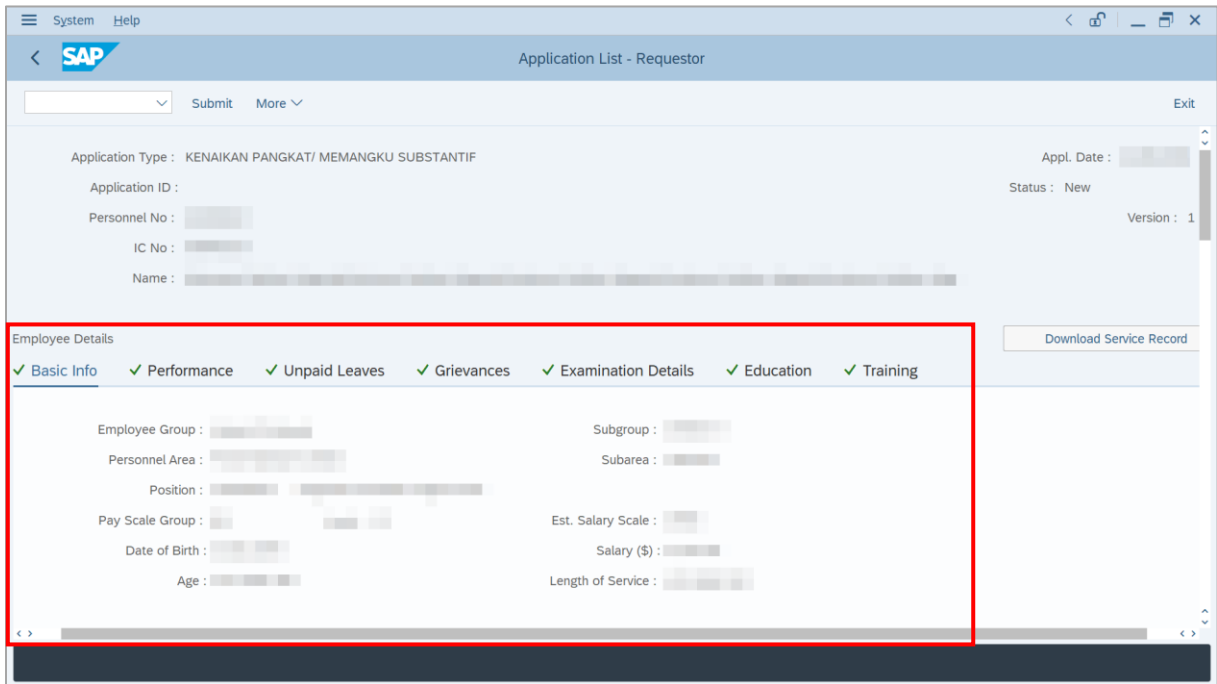 System Help
SAP Application List - Requestor
Submit More Exit
Application Type : KENAIKAN PANGKAT/ MEMANGKU SUBSTANTIF Appl. Date :
Application ID : Status : New
Personnel No : Version : 1
IC No :
Name :
Employee Details Download Service Record
Basic Info Performance Unpaid Leaves Grievances Examination Details Education Training
Employee Group : Subgroup :
Personnel Area : Subarea :
Position :
Pay Scale Group : Est. Salary Scale :
Date of Birth : Salary ($) :
Age : Length of Service :